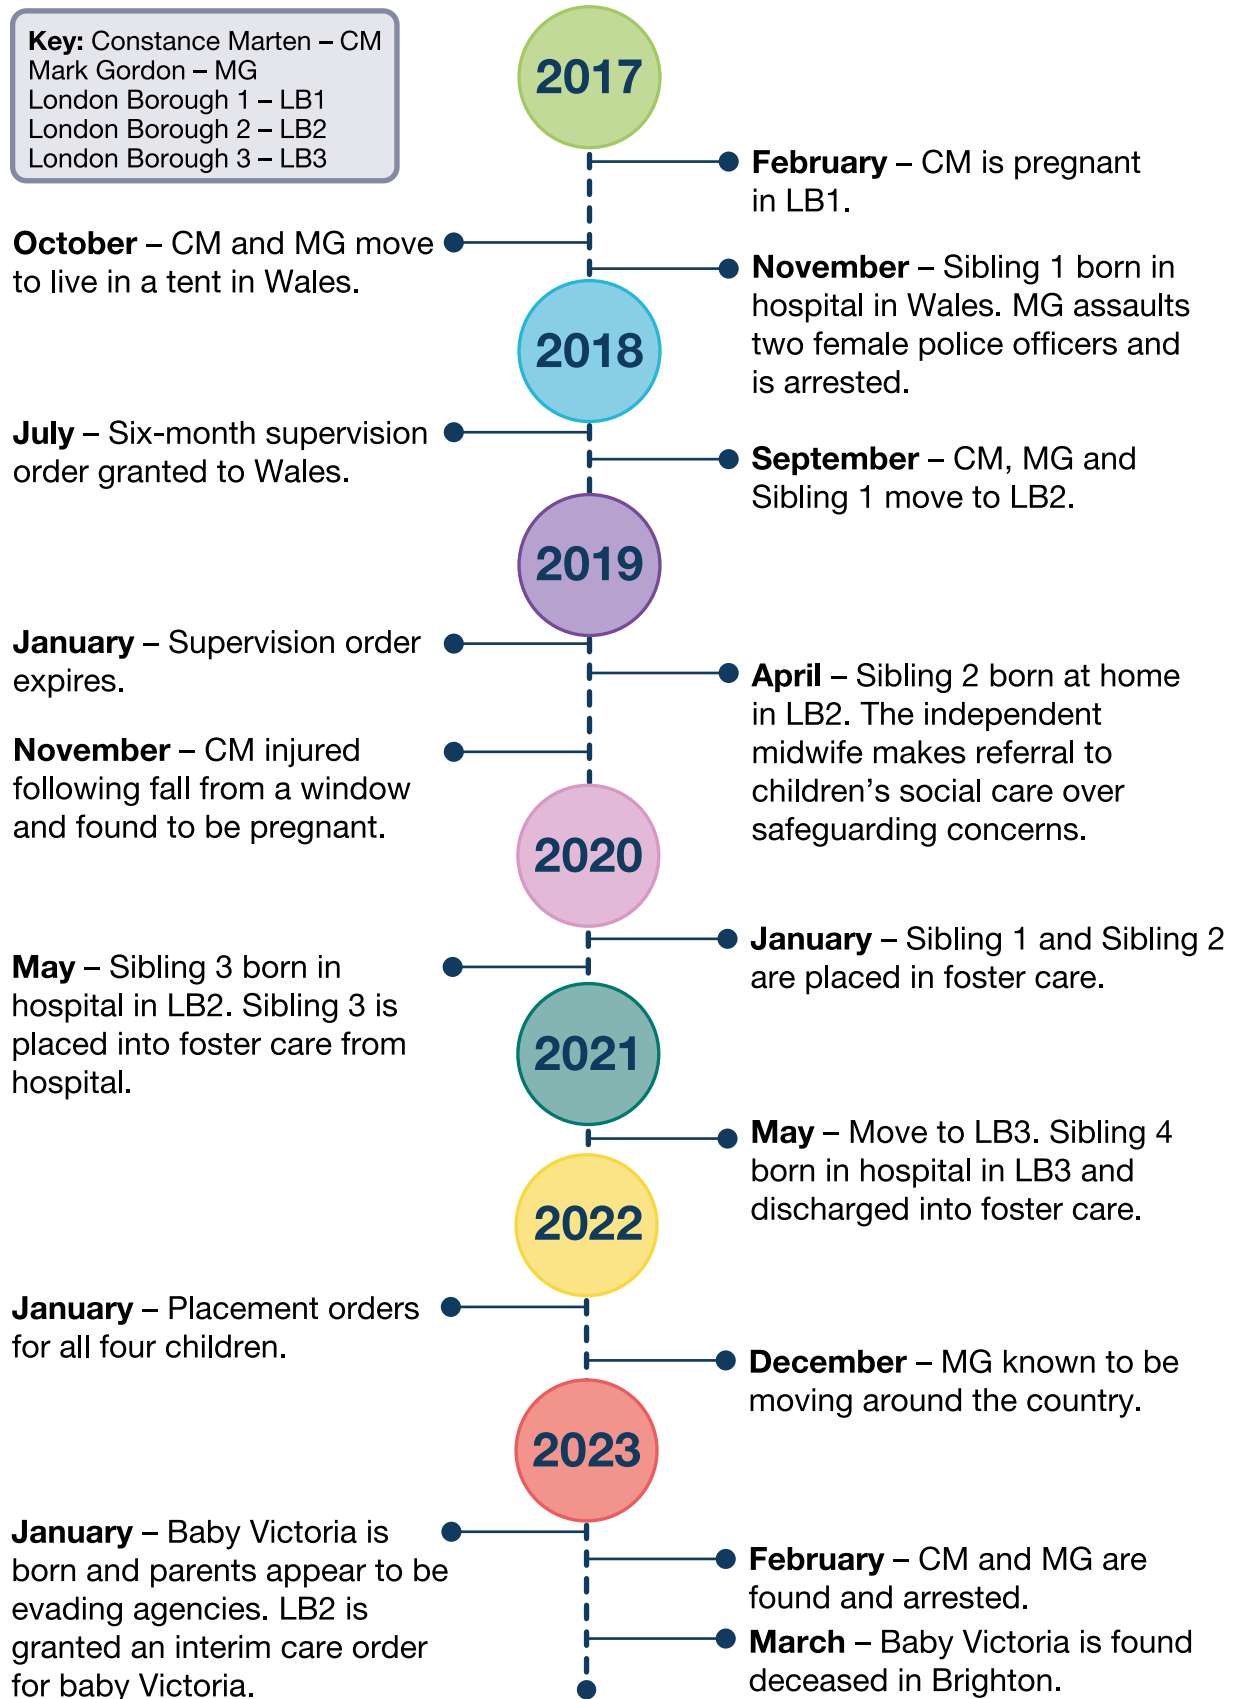 Key: Constance Marten – CM
Mark Gordon – MG
London Borough 1 – LB1
London Borough 2 – LB2
London Borough 3 – LB3
2017
February – CM is pregnant
in LB1.
October – CM and MG move
to live in a tent in Wales.
November – Sibling 1 born in
hospital in Wales. MG assaults
two female police officers and
is arrested.
2018
July – Six-month supervision
order granted to Wales.
September – CM, MG and
Sibling 1 move to LB2.
2019
January – Supervision order
expires.
April – Sibling 2 born at home
in LB2. The independent
midwife makes referral to
children’s social care over
safeguarding concerns.
November – CM injured
following fall from a window
and found to be pregnant.
2020
January – Sibling 1 and Sibling 2
are placed in foster care.
May – Sibling 3 born in
hospital in LB2. Sibling 3 is
placed into foster care from
hospital.
2021
May – Move to LB3. Sibling 4
born in hospital in LB3 and
discharged into foster care.
2022
January – Placement orders
for all four children.
December – MG known to be
moving around the country.
2023
January – Baby Victoria is
born and parents appear to be
evading agencies. LB2 is
granted an interim care order
for baby Victoria.
February – CM and MG are
found and arrested.
March – Baby Victoria is found
deceased in Brighton.